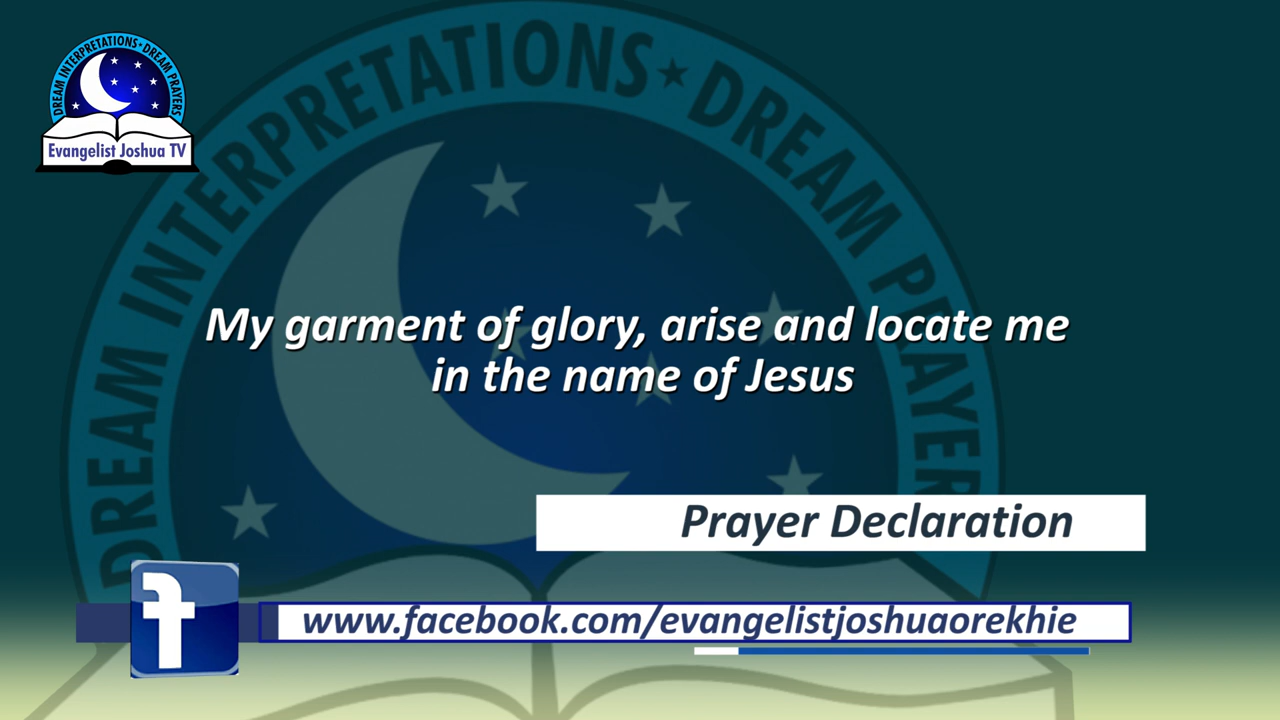 DREAM INTERPRETATIONS★DREAM PRAYERS
Evangelist Joshua TV
DREAM INTERPRETATIONS★DREAM PRAYER
My garment of glory, arise and locate me
in the name of Jesus
Prayer Declaration
www.facebook.com/evangelistjoshuaorekhie